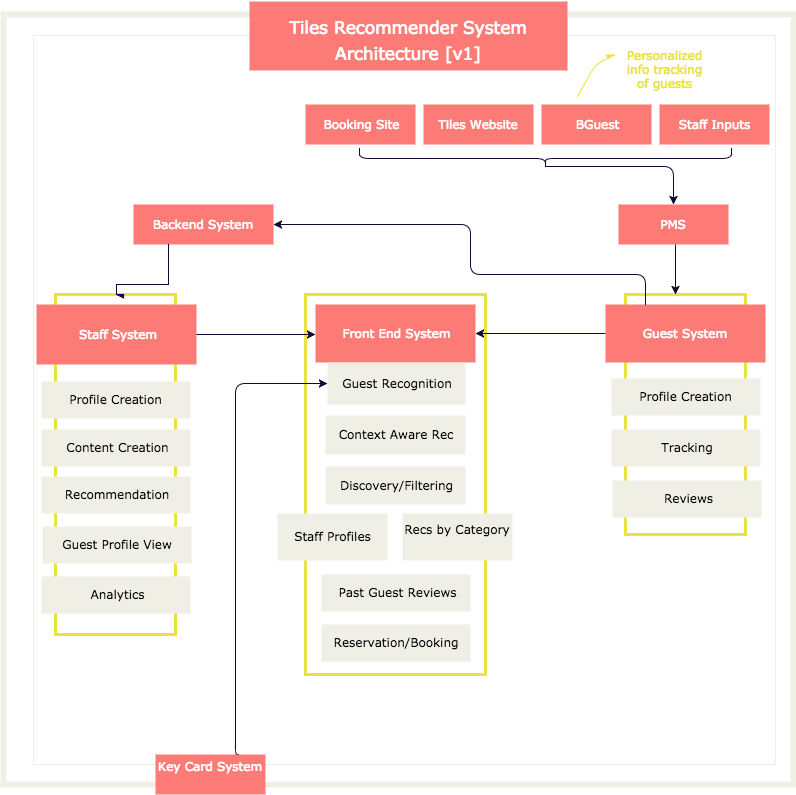 Tiles Recommender System
Architecture [v1]
Personalized
info tracking
of guests
Booking Site
Tiles Website
BGuest
Staff Inputs
Backend System
PMS
Staff System
Front End System
Guest System
Profile Creation
Content Creation
Recommendation
Guest Profile View
Analytics
Guest Recognition
Context Aware Rec
Discovery/Filtering
Staff Profiles
Recs by Category
Past Guest Reviews
Reservation/Booking
Profile Creation
Tracking
Reviews
Key Card System